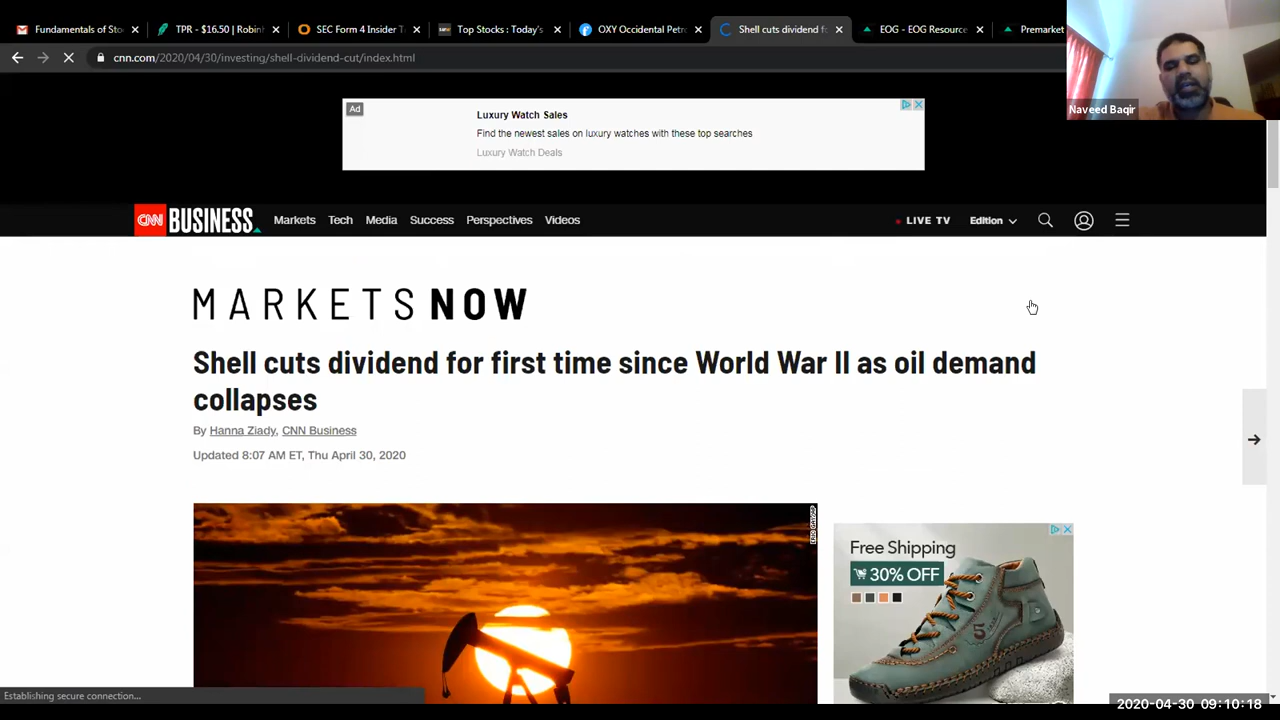 Fundamentals of Stoc
TPR - $16.50 | Robinh
SEC Form 4 Insider T
Top Stocks : Today's
OXY Occidental Petro
Shell cuts dividend fo
EOG - EOG Resource
Premarket
cnn.com/2020/04/30/investing/shell-dividend-cut/index.html
Naveed Baqir
Ad
Luxury Watch Sales
Find the newest sales on luxury watches with these top searches
Luxury Watch Deals
CNN BUSINESS Markets Tech Media Success Perspectives Videos LIVE TV Edition
MARKETS NOW
Shell cuts dividend for first time since World War II as oil demand
collapses
By Hanna Ziady, CNN Business
Updated 8:07 AM ET, Thu April 30, 2020
Free Shipping
30% OFF
Establishing secure connection...
2020-04-30 09:10:18